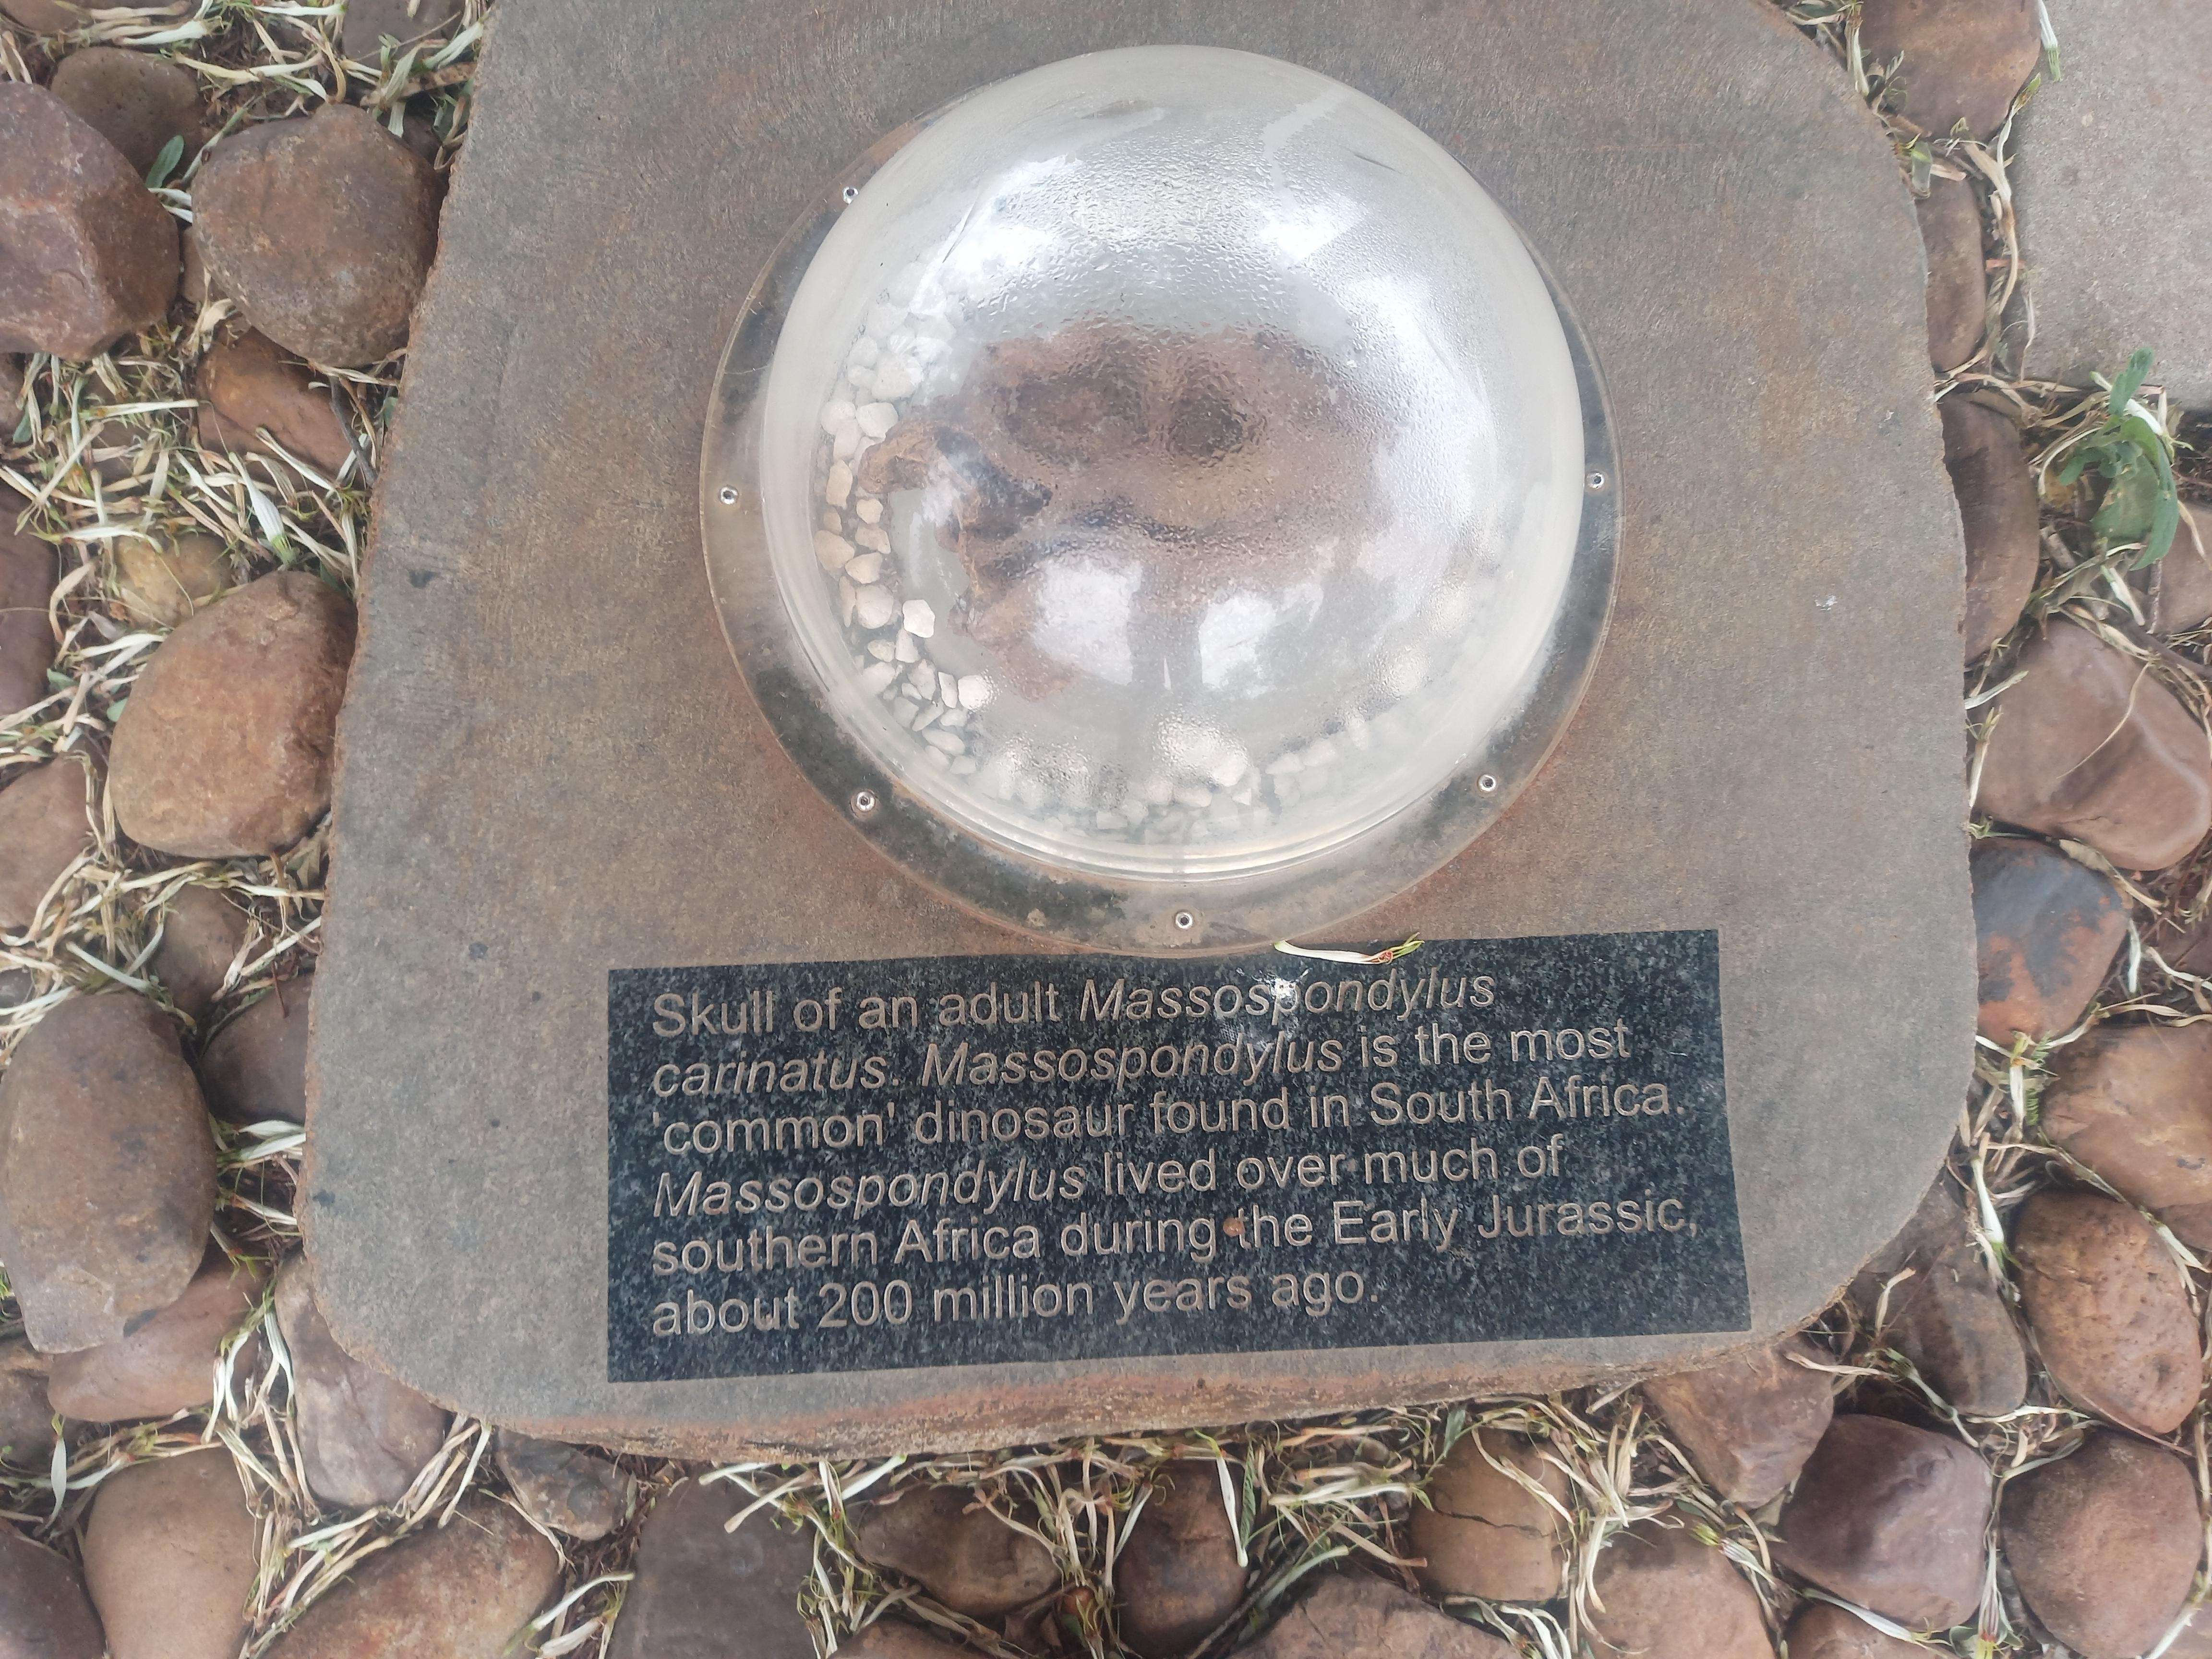 Skull of an adult Massospondylus
carinatus. Massospondylus is the most
'common' dinosaur found in South Africa.
Massospondylus lived over much of
southern Africa during the Early Jurassic,
about 200 million years ago.